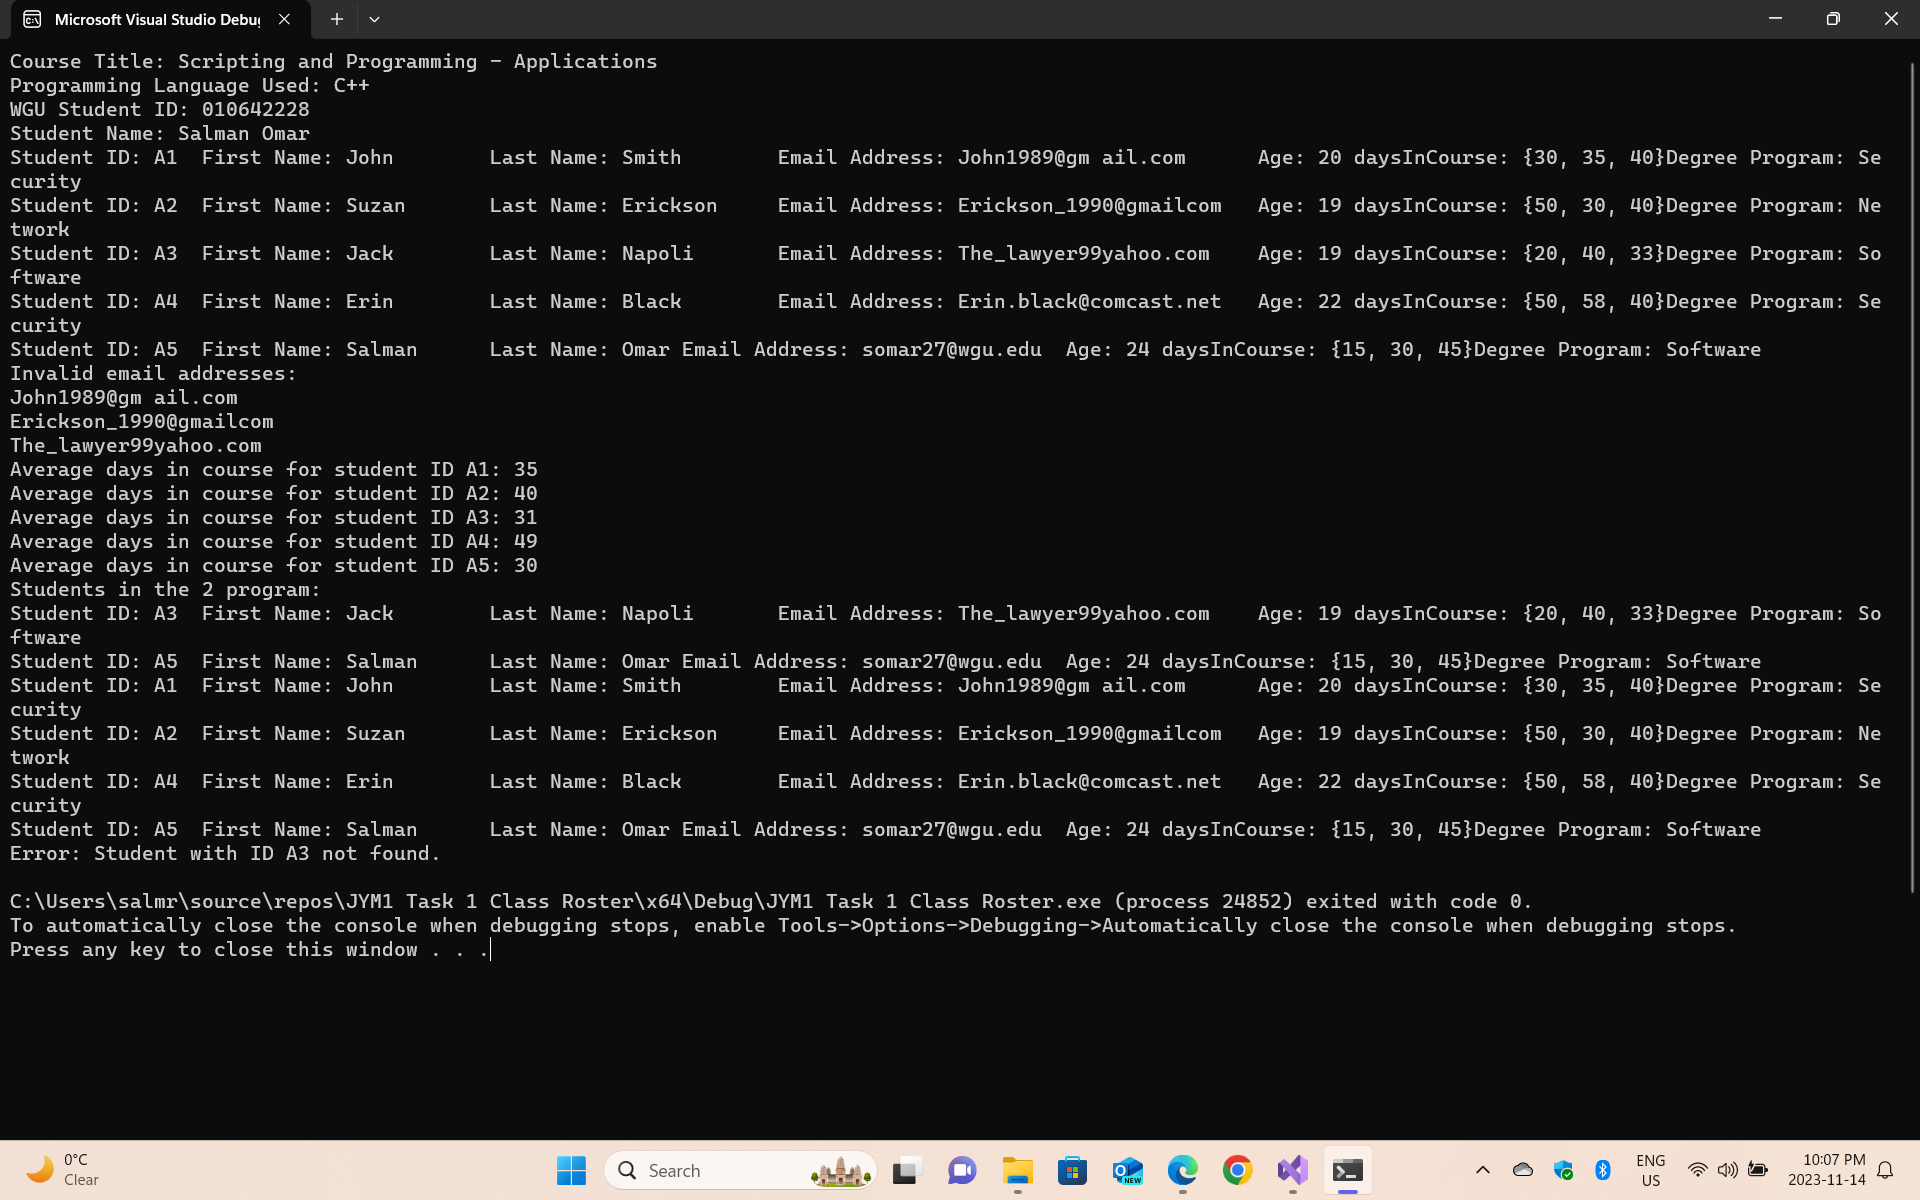 Microsoft Visual Studio Debug
Course Title: Scripting and Programming - Applications
Programming Language Used: C++
WGU Student ID: 010642228
Student Name: Salman Omar
Student ID: A1  First Name: John        Last Name: Smith        Email Address: John1989@gm ail.com      Age: 20 daysInCourse: {30, 35, 40}Degree Program: Se
curity
Student ID: A2  First Name: Suzan       Last Name: Erickson     Email Address: Erickson_1990@gmailcom   Age: 19 daysInCourse: {50, 30, 40}Degree Program: Ne
twork
Student ID: A3  First Name: Jack        Last Name: Napoli       Email Address: The_lawyer99yahoo.com    Age: 19 daysInCourse: {20, 40, 33}Degree Program: So
ftware
Student ID: A4  First Name: Erin        Last Name: Black        Email Address: Erin.black@comcast.net   Age: 22 daysInCourse: {50, 58, 40}Degree Program: Se
curity
Student ID: A5  First Name: Salman      Last Name: Omar Email Address: somar27@wgu.edu  Age: 24 daysInCourse: {15, 30, 45}Degree Program: Software
Invalid email addresses:
John1989@gm ail.com
Erickson_1990@gmailcom
The_lawyer99yahoo.com
Average days in course for student ID A1: 35
Average days in course for student ID A2: 40
Average days in course for student ID A3: 31
Average days in course for student ID A4: 49
Average days in course for student ID A5: 30
Students in the 2 program:
Student ID: A3  First Name: Jack        Last Name: Napoli       Email Address: The_lawyer99yahoo.com    Age: 19 daysInCourse: {20, 40, 33}Degree Program: So
ftware
Student ID: A5  First Name: Salman      Last Name: Omar Email Address: somar27@wgu.edu  Age: 24 daysInCourse: {15, 30, 45}Degree Program: Software
Student ID: A1  First Name: John        Last Name: Smith        Email Address: John1989@gm ail.com      Age: 20 daysInCourse: {30, 35, 40}Degree Program: Se
curity
Student ID: A2  First Name: Suzan       Last Name: Erickson     Email Address: Erickson_1990@gmailcom   Age: 19 daysInCourse: {50, 30, 40}Degree Program: Ne
twork
Student ID: A4  First Name: Erin        Last Name: Black        Email Address: Erin.black@comcast.net   Age: 22 daysInCourse: {50, 58, 40}Degree Program: Se
curity
Student ID: A5  First Name: Salman      Last Name: Omar Email Address: somar27@wgu.edu  Age: 24 daysInCourse: {15, 30, 45}Degree Program: Software
Error: Student with ID A3 not found.
C:\Users\salmr\source\repos\JYM1 Task 1 Class Roster\x64\Debug\JYM1 Task 1 Class Roster.exe (process 24852) exited with code 0.
To automatically close the console when debugging stops, enable Tools->Options->Debugging->Automatically close the console when debugging stops.
Press any key to close this window . . .
0°C
Clear
Search
NEW
ENG
US
10:07 PM
2023-11-14